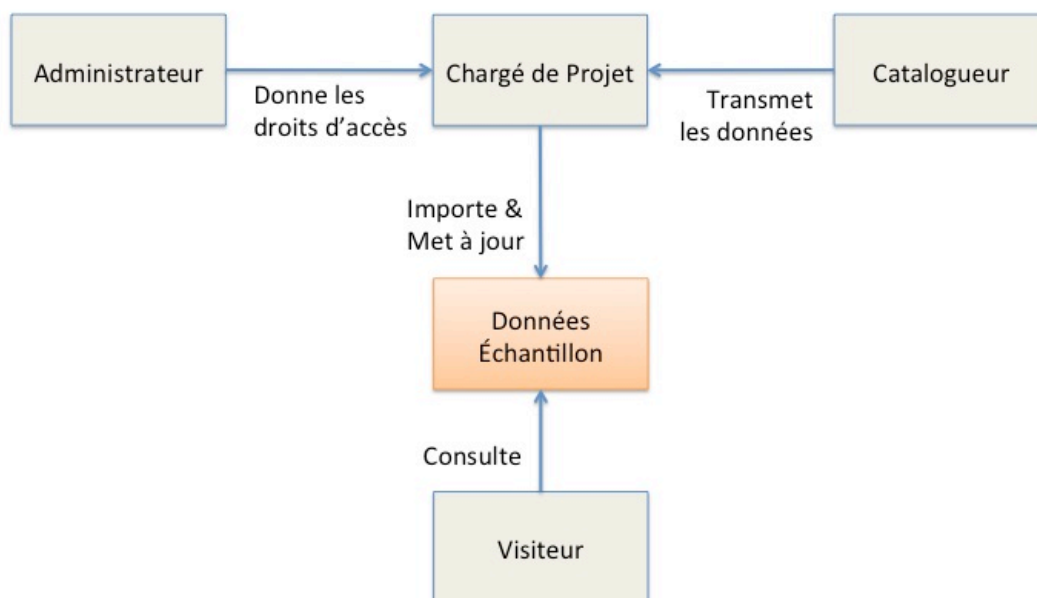 Administrateur
Donne les
droits d'accès
Chargé de Projet
Transmet
les données
Catalogueur
Importe &
Met à jour
Données
Échantillon
Consulte
Visiteur